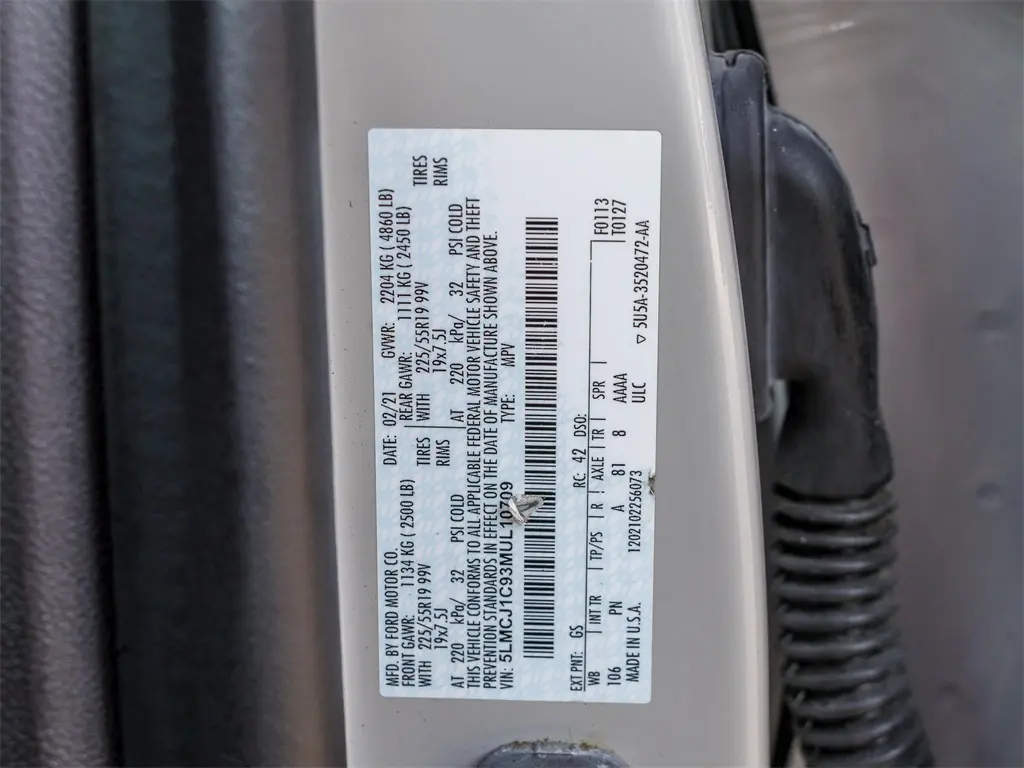 MFD. BY FORD MOTOR CO. DATE: 02/21 GVWR: 2204 KG ( 4860 LB)
FRONT GAWR: 1134 KG (2500 LB) REAR GAWR: 1111 KG ( 2450 LB)
WITH 225/55R19 99V TIRES WITH 225/55R19 99V TIRES
19x7.5J RIMS 19x7.5J RIMS
AT 220 kPa/ 32 PSI COLD AT 220 kPa/ 32 PSI COLD
THIS VEHICLE CONFORMS TO ALL APPLICABLE FEDERAL MOTOR VEHICLE SAFETY AND THEFT
PREVENTION STANDARDS IN EFFECT ON THE DATE OF MANUFACTURE SHOWN ABOVE.
VIN: 5LMCJ1C93MUL10709 TYPE: MPV
EXT PNT: GS RC: 42 DSO:
WB INT TR TP/PS R AXLE TR SPR F0113
106 PN A 81 8 AAAA T0127
MADE IN U.S.A. 1202102256073 ULC ▽ 5U5A-3520472-AA